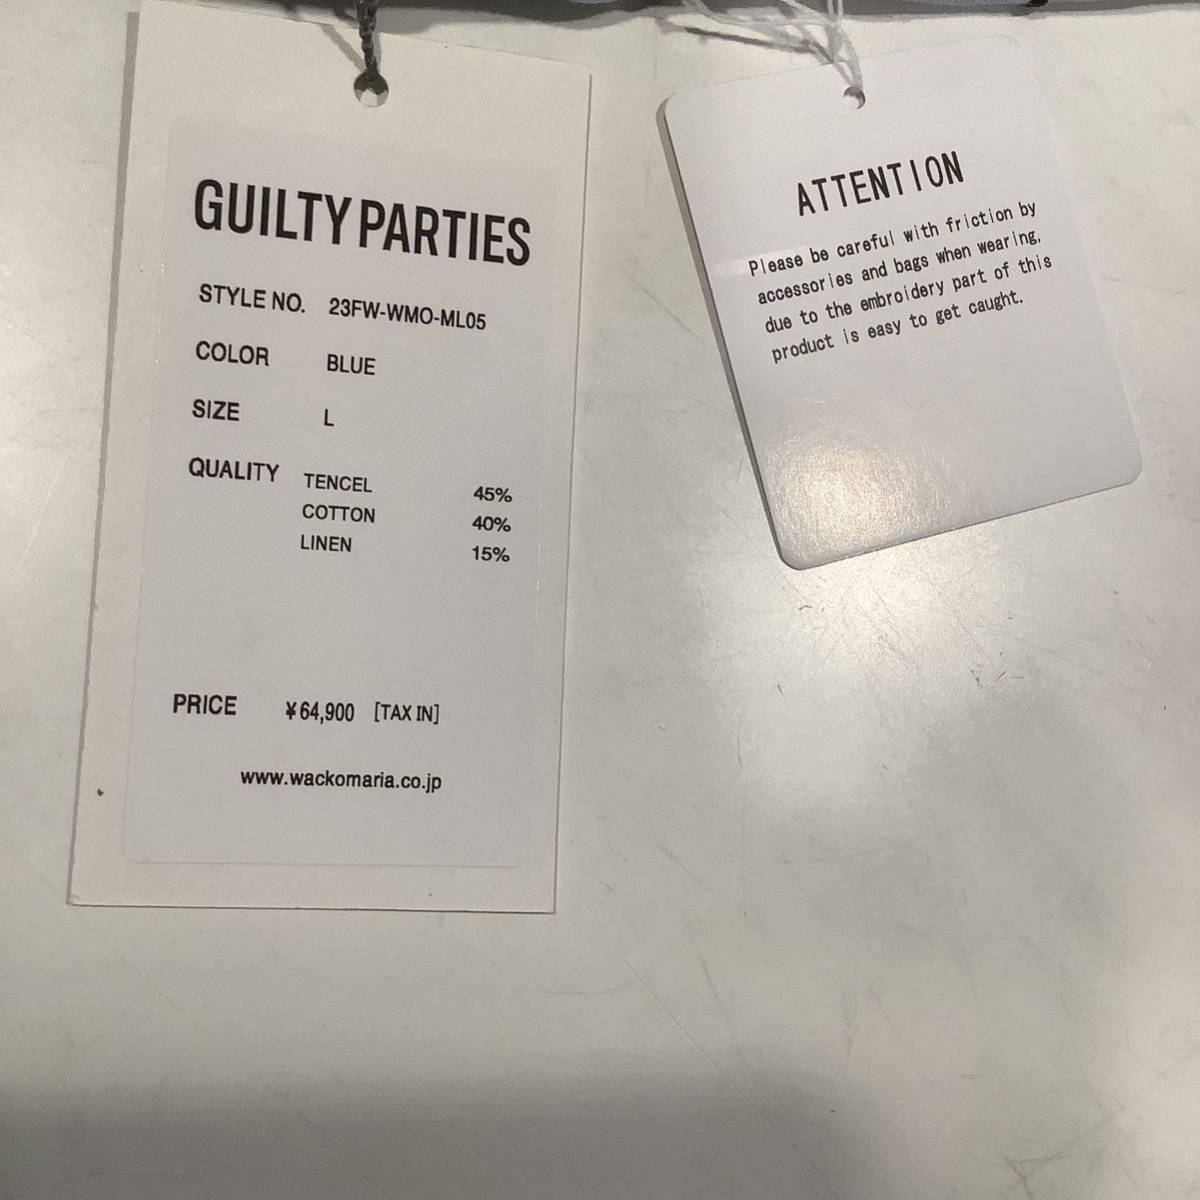 GUILTY PARTIES
STYLE NO. 23FW-WMO-ML05
COLOR BLUE
SIZE L
QUALITY TENCEL 45%
COTTON 40%
LINEN 15%
PRICE ¥64,900 [TAX IN]
www.wackomaria.co.jp
ATTENTION
Please be careful with friction by
accessories and bags when wearing,
due to the embroidery part of this
product is easy to get caught.